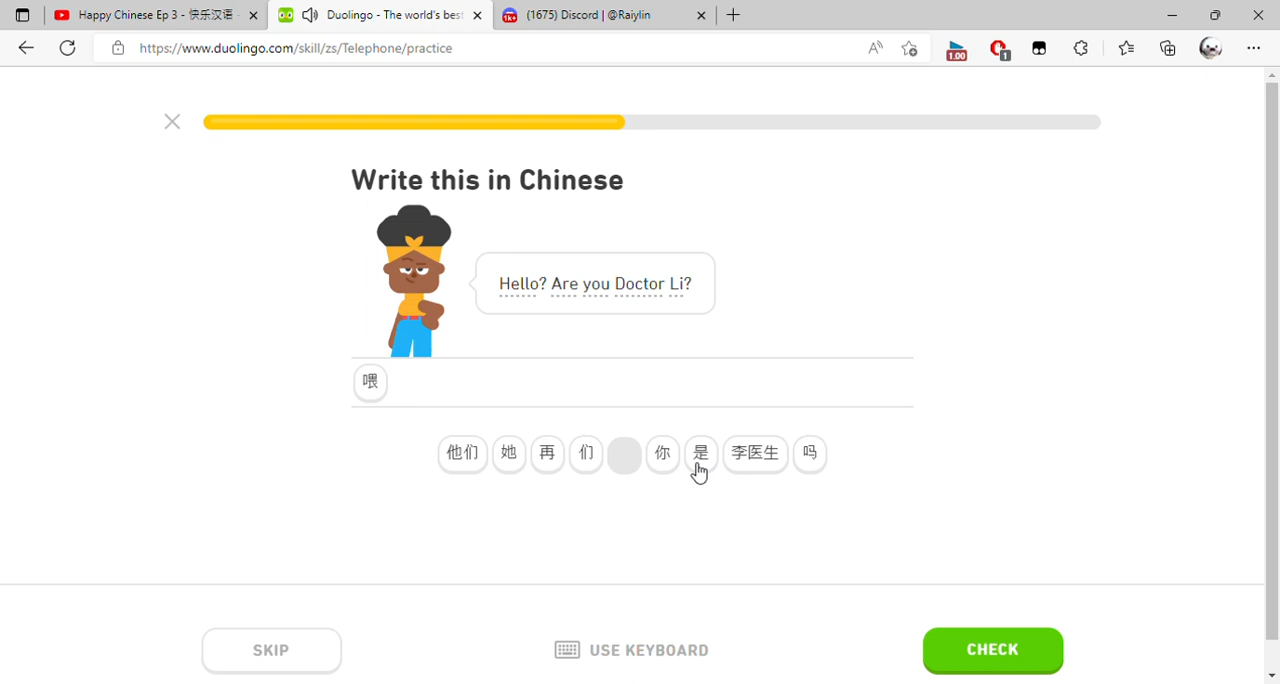 Happy Chinese Ep 3 - 快乐汉语
Duolingo - The world's best
(1675) Discord | @Raiylin
https://www.duolingo.com/skill/zs/Telephone/practice
1.00
1
Write this in Chinese
Hello? Are you Doctor Li?
喂
他们 她 再 们 你 是 李医生 吗
SKIP
USE KEYBOARD
CHECK